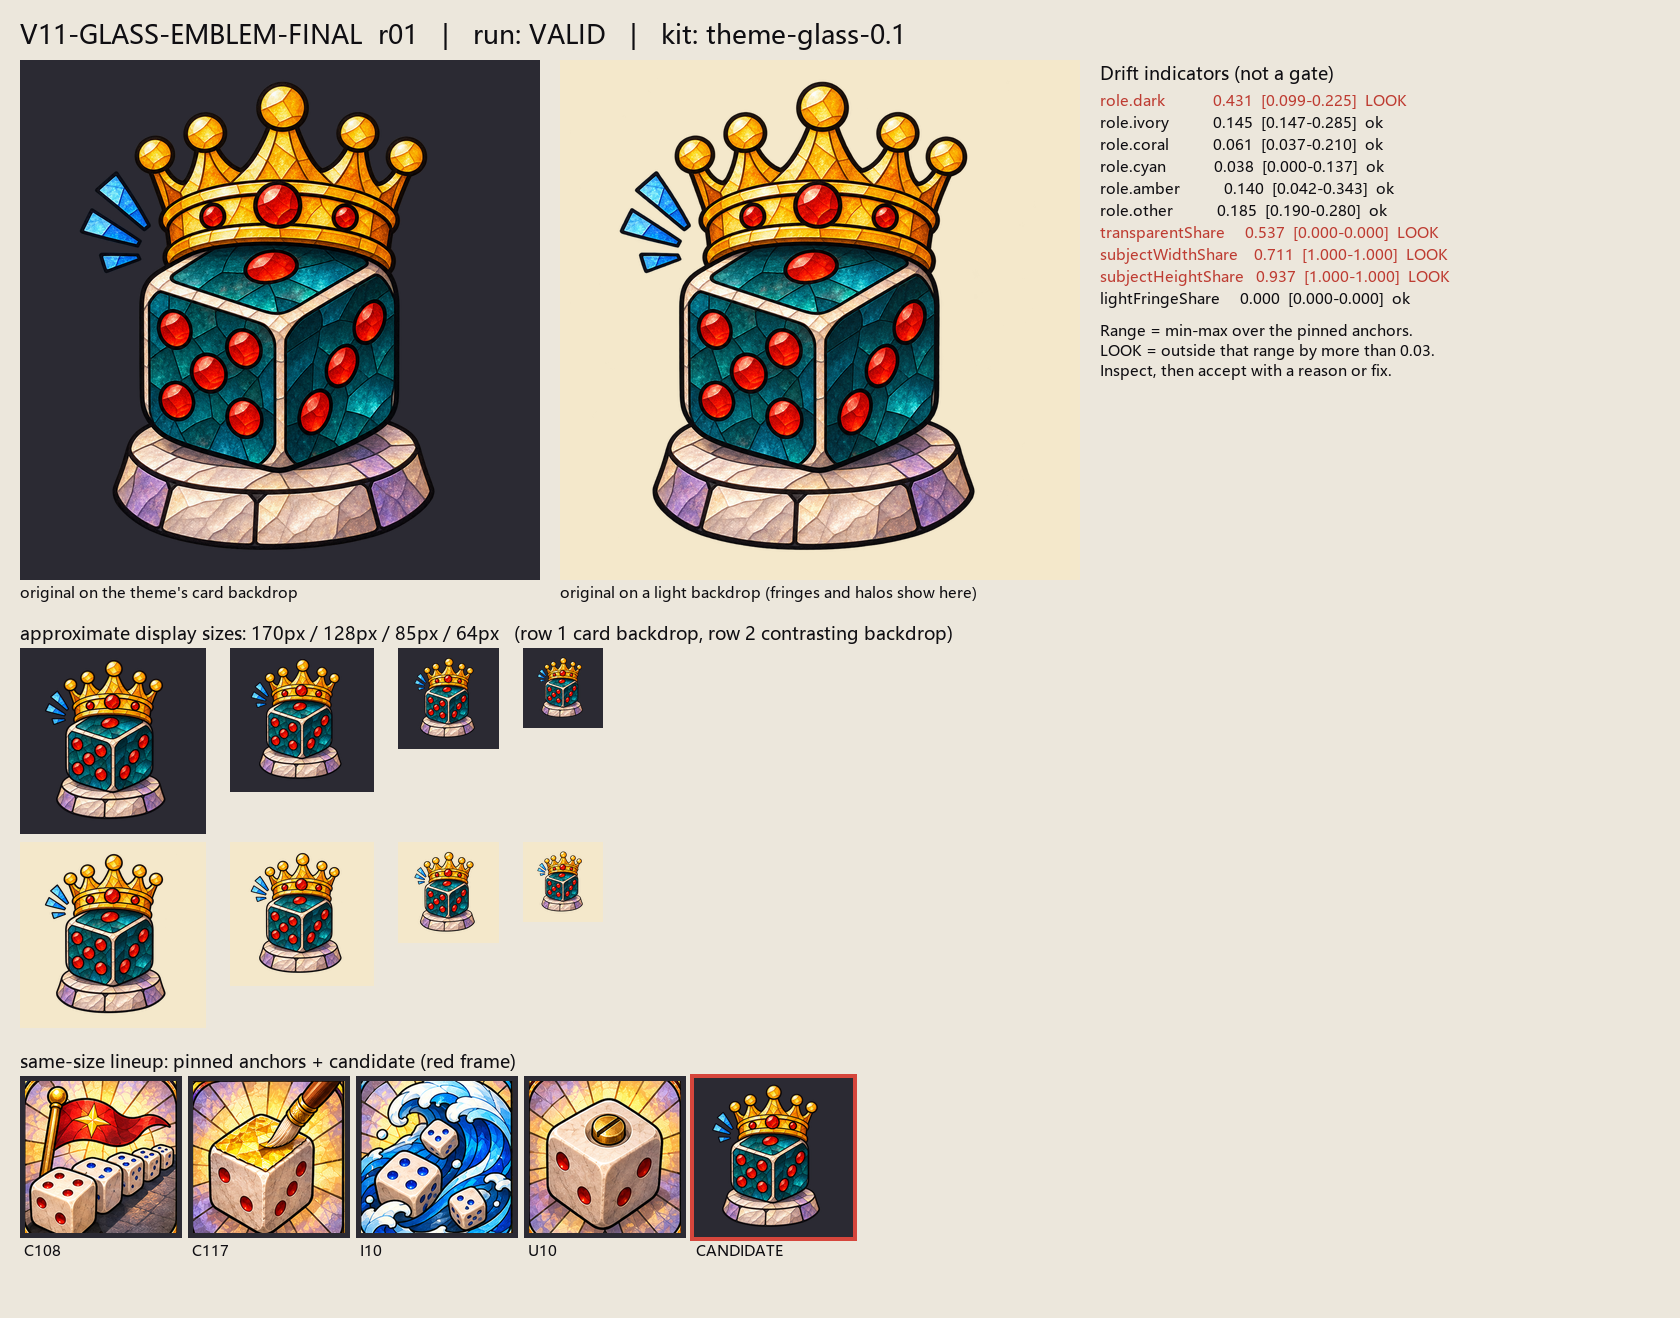 V11-GLASS-EMBLEM-FINAL r01 | run: VALID | kit: theme-glass-0.1
Drift indicators (not a gate)
role.dark 0.431 [0.099-0.225] LOOK
role.ivory 0.145 [0.147-0.285] ok
role.coral 0.061 [0.037-0.210] ok
role.cyan 0.038 [0.000-0.137] ok
role.amber 0.140 [0.042-0.343] ok
role.other 0.185 [0.190-0.280] ok
transparentShare 0.537 [0.000-0.000] LOOK
subjectWidthShare 0.711 [1.000-1.000] LOOK
subjectHeightShare 0.937 [1.000-1.000] LOOK
lightFringeShare 0.000 [0.000-0.000] ok
Range = min-max over the pinned anchors.
LOOK = outside that range by more than 0.03.
Inspect, then accept with a reason or fix.
original on the theme's card backdrop
original on a light backdrop (fringes and halos show here)
approximate display sizes: 170px / 128px / 85px / 64px (row 1 card backdrop, row 2 contrasting backdrop)
same-size lineup: pinned anchors + candidate (red frame)
C108
C117
I10
U10
CANDIDATE